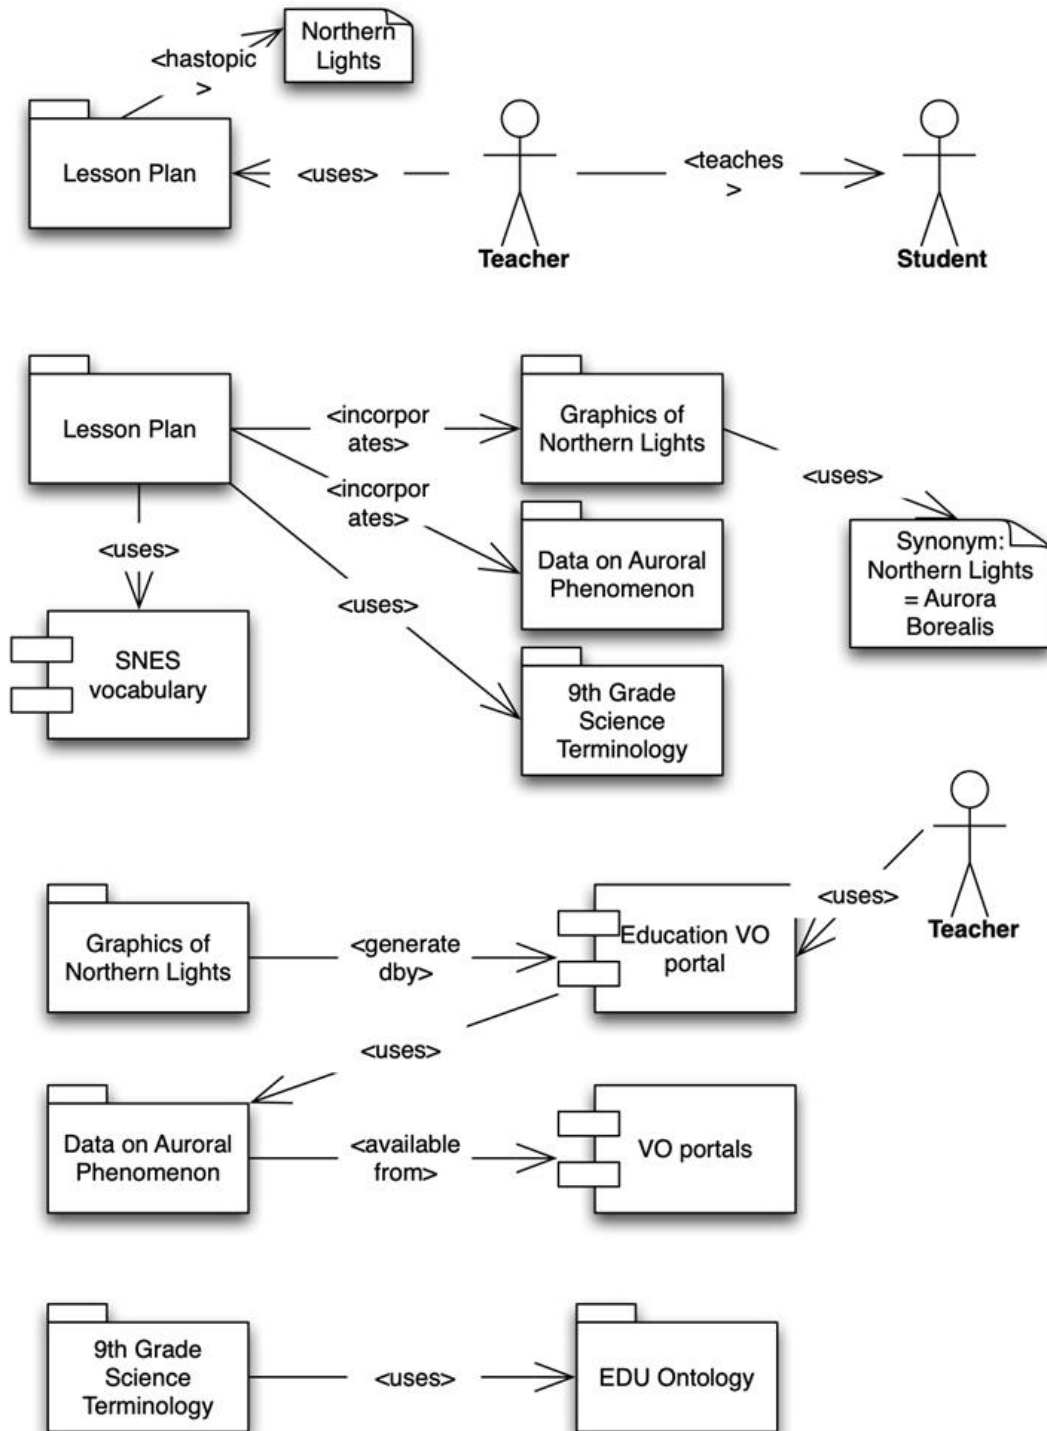 Northern
Lights
<hastopic
>
Lesson Plan
<uses>
<teaches
>
Teacher
Student
Lesson Plan
<incorpor
ates>
Graphics of
Northern Lights
<uses>
<incorpor
ates>
<uses>
Data on Auroral
Phenomenon
Synonym:
Northern Lights
= Aurora
Borealis
<uses>
SNES
vocabulary
9th Grade
Science
Terminology
Graphics of
Northern Lights
<generate
dby>
Education VO
portal
<uses>
Teacher
<uses>
Data on Auroral
Phenomenon
<available
from>
VO portals
9th Grade
Science
Terminology
<uses>
EDU Ontology